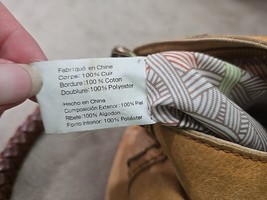 Fabriqué en Chine
Corps: 100% Cuir
Bordure: 100% Coton
Doublure: 100% Polyester
Hecho en China
Composición Exterior: 100% Piel
Ribete: 100% Algodon
Forro Interior: 100% Poliéster